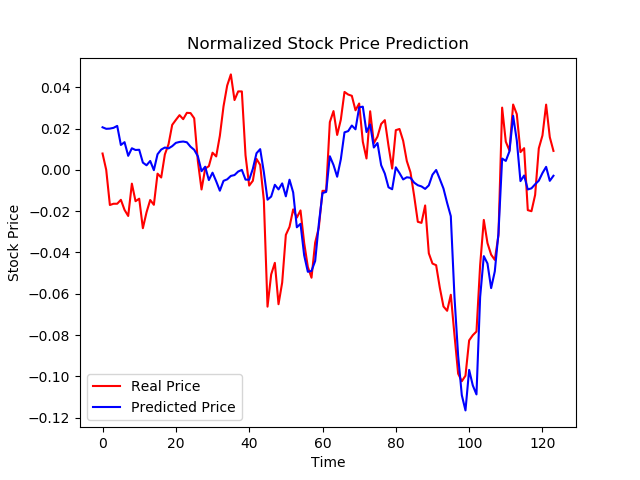 Normalized Stock Price Prediction
0.04
0.02
0.00
−0.02
−0.04
−0.06
−0.08
−0.10
−0.12
Stock Price
Real Price
Predicted Price
0 20 40 60 80 100 120
Time